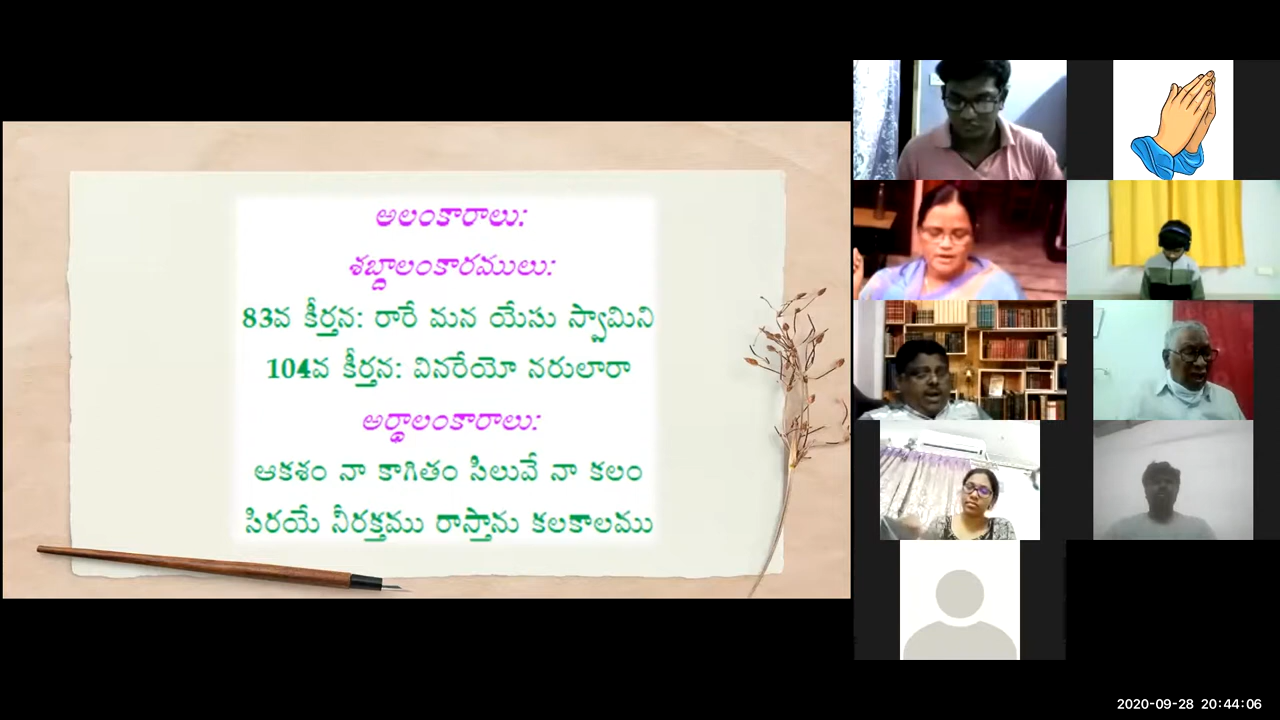 అలంకారాలు:
శబ్దాలంకారములు:
83వ కీర్తన: రారే మన యేసు స్వామిని
104వ కీర్తన: వినరేయో నరులారా
అర్థాలంకారాలు:
ఆకశం నా కాగితం సిలువే నా కలం
సిరయే నీరక్తము రాస్తాను కలకాలము
2020-09-28 20:44:06